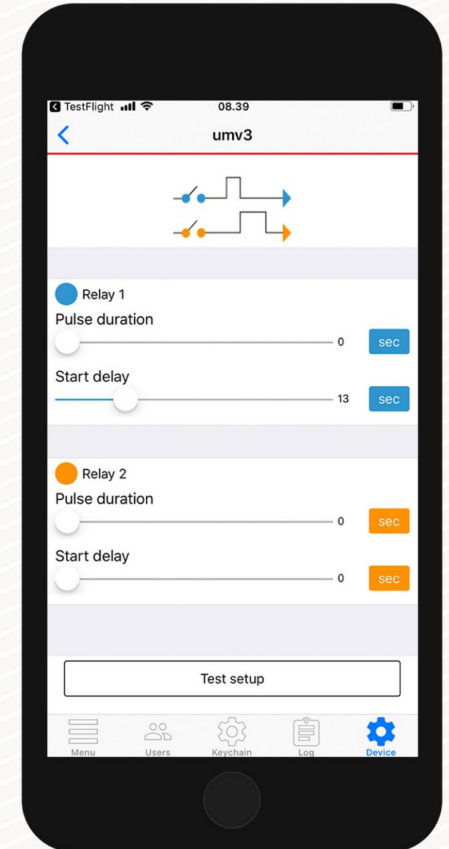 TestFlight 08.39
umv3
Relay 1
Pulse duration
0 sec
Start delay
13 sec
Relay 2
Pulse duration
0 sec
Start delay
0 sec
Test setup
Menu Users Keychain Log Device